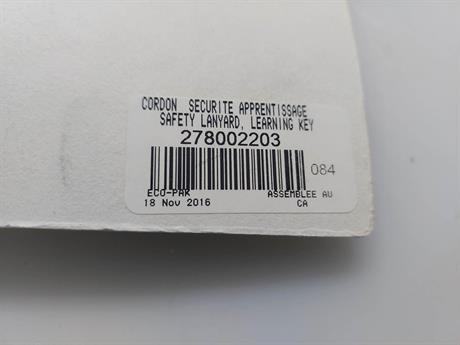 CORDON SECURITE APPRENTISSAGE
SAFETY LANYARD, LEARNING KEY
278002203
084
ECO-PAK ASSEMBLEE AU
18 Nov 2016 CA